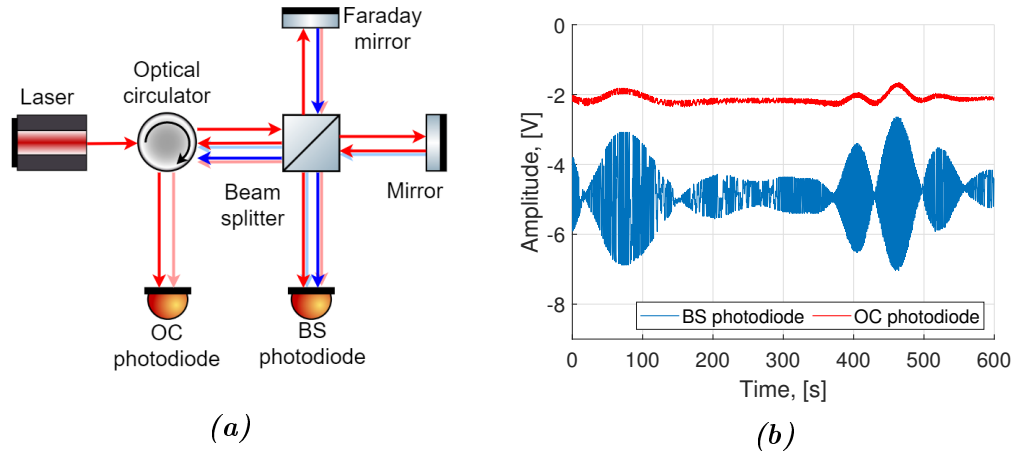 Faraday
mirror
Optical
circulator
Laser
Beam
splitter
Mirror
OC
photodiode
BS
photodiode
(a)
Amplitude, [V]
0
-2
-4
-6
-8
BS photodiode
OC photodiode
0
100
200
300
400
500
600
Time, [s]
(b)